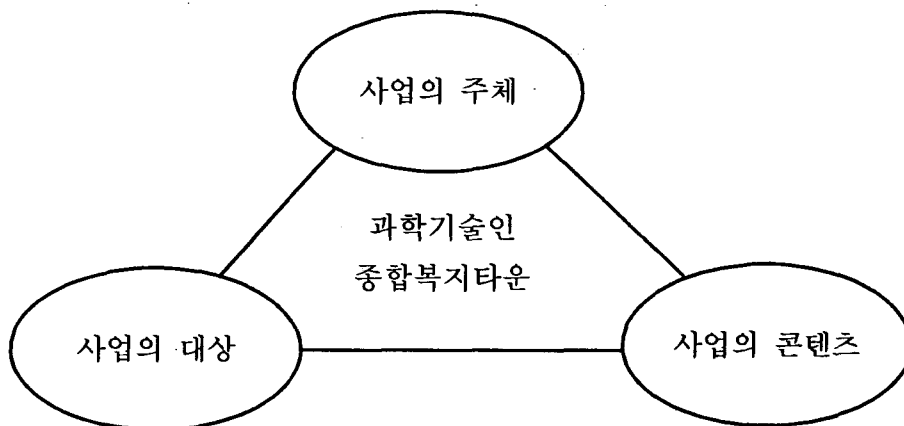 사업의 주체
과학기술인
종합복지타운
사업의 대상
사업의 콘텐츠